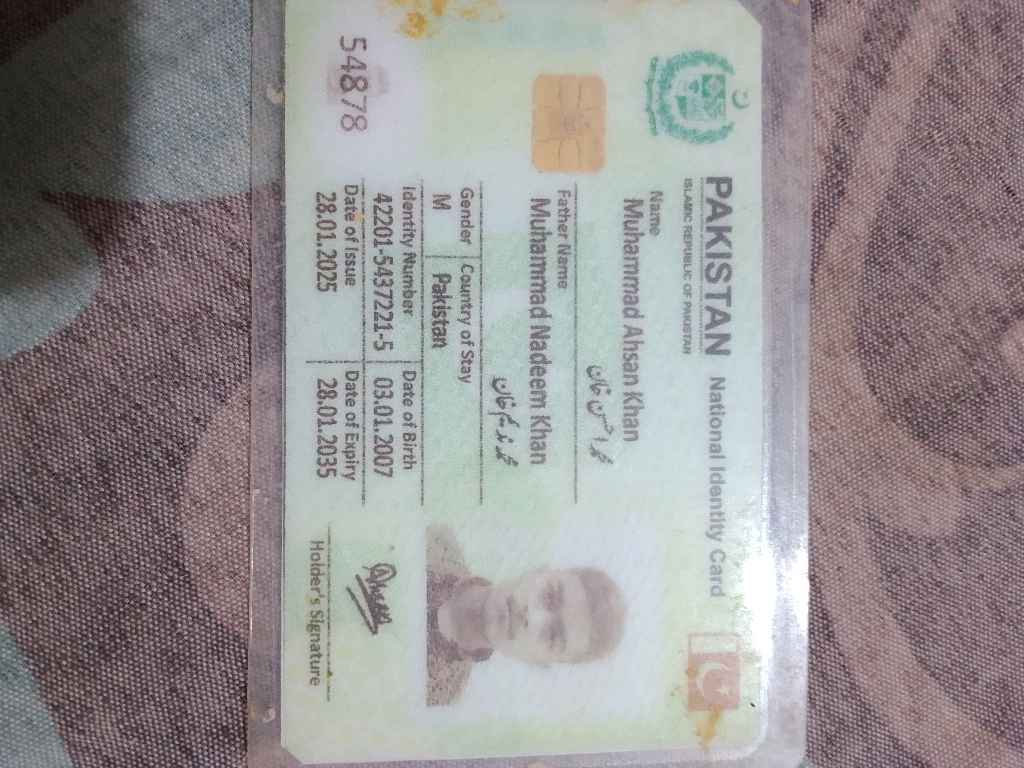 PAKISTAN National Identity Card
ISLAMIC REPUBLIC OF PAKISTAN
Name
Muhammad Ahsan Khan
محمد احسن خان
Father Name
Muhammad Nadeem Khan
محمد ندیم خان
Gender Country of Stay
M Pakistan
Identity Number Date of Birth
42201-5437221-5 03.01.2007
Date of Issue Date of Expiry
28.01.2025 28.01.2035
54878
Holder's Signature